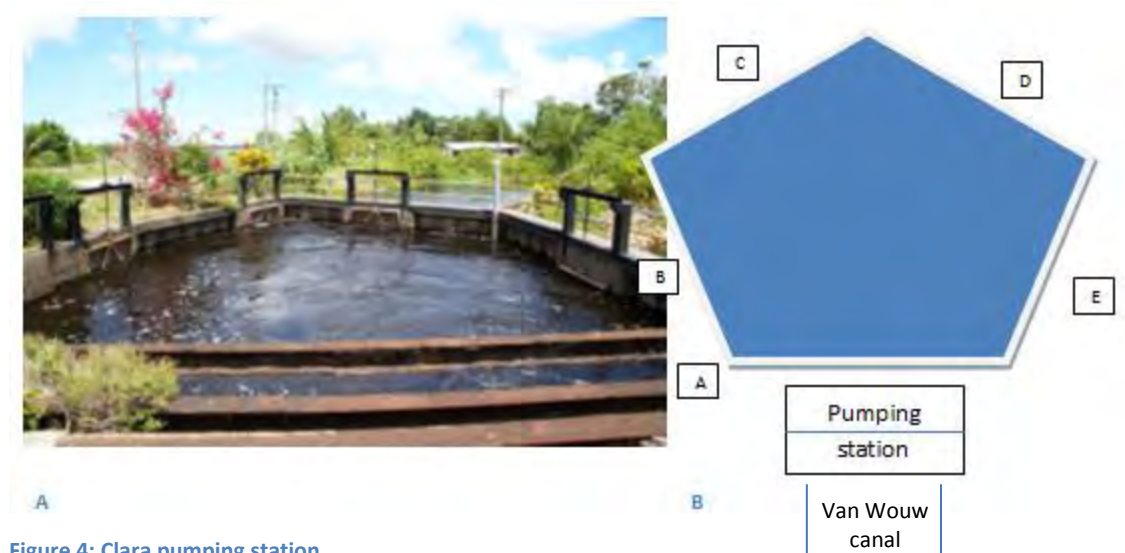 C
D
B
E
A
Pumping
station
A
B
Van Wouw
canal
Figure 4: Clara pumping station